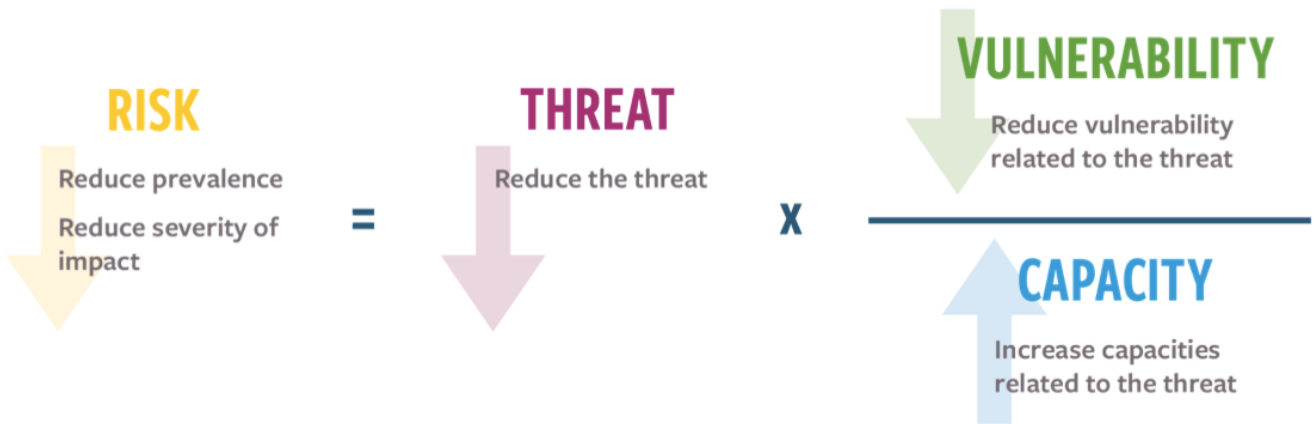 RISK
Reduce prevalence
Reduce severity of
impact
=
THREAT
Reduce the threat
x
VULNERABILITY
Reduce vulnerability
related to the threat
CAPACITY
Increase capacities
related to the threat